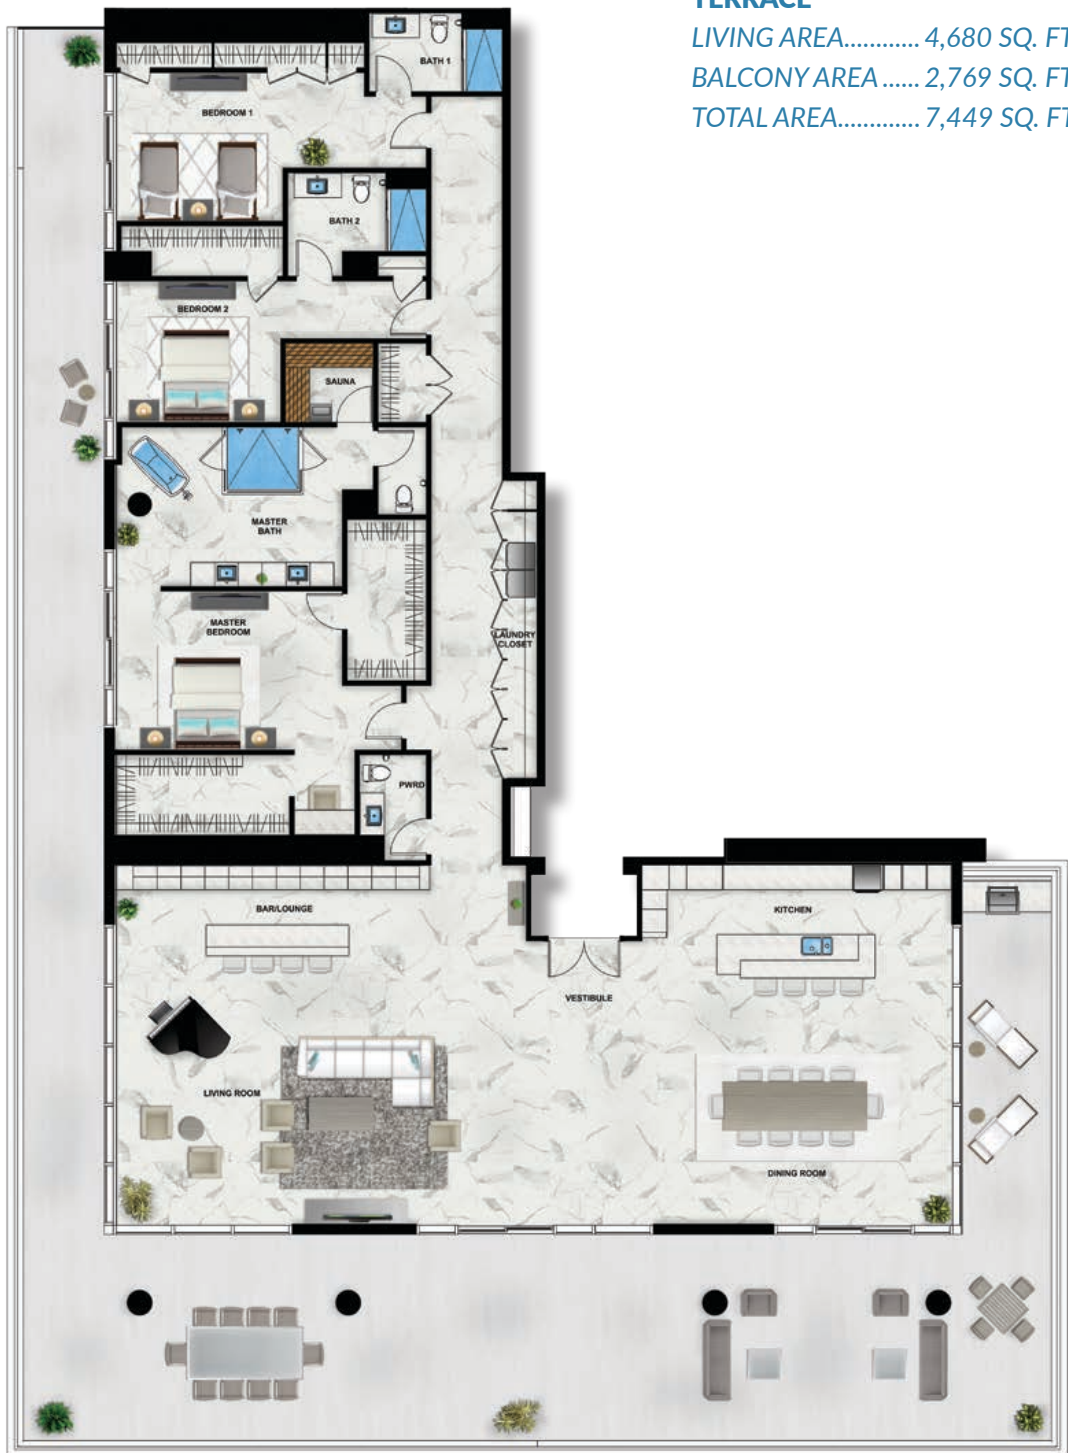 TERRACE
LIVING AREA............ 4,680 SQ. FT
BALCONY AREA ...... 2,769 SQ. FT
TOTAL AREA............. 7,449 SQ. FT
BATH 1
BEDROOM 1
BATH 2
BEDROOM 2
SAUNA
MASTER
BATH
MASTER
BEDROOM
LAUNDRY
CLOSET
PWRD
BAR/LOUNGE
KITCHEN
VESTIBULE
LIVING ROOM
DINING ROOM